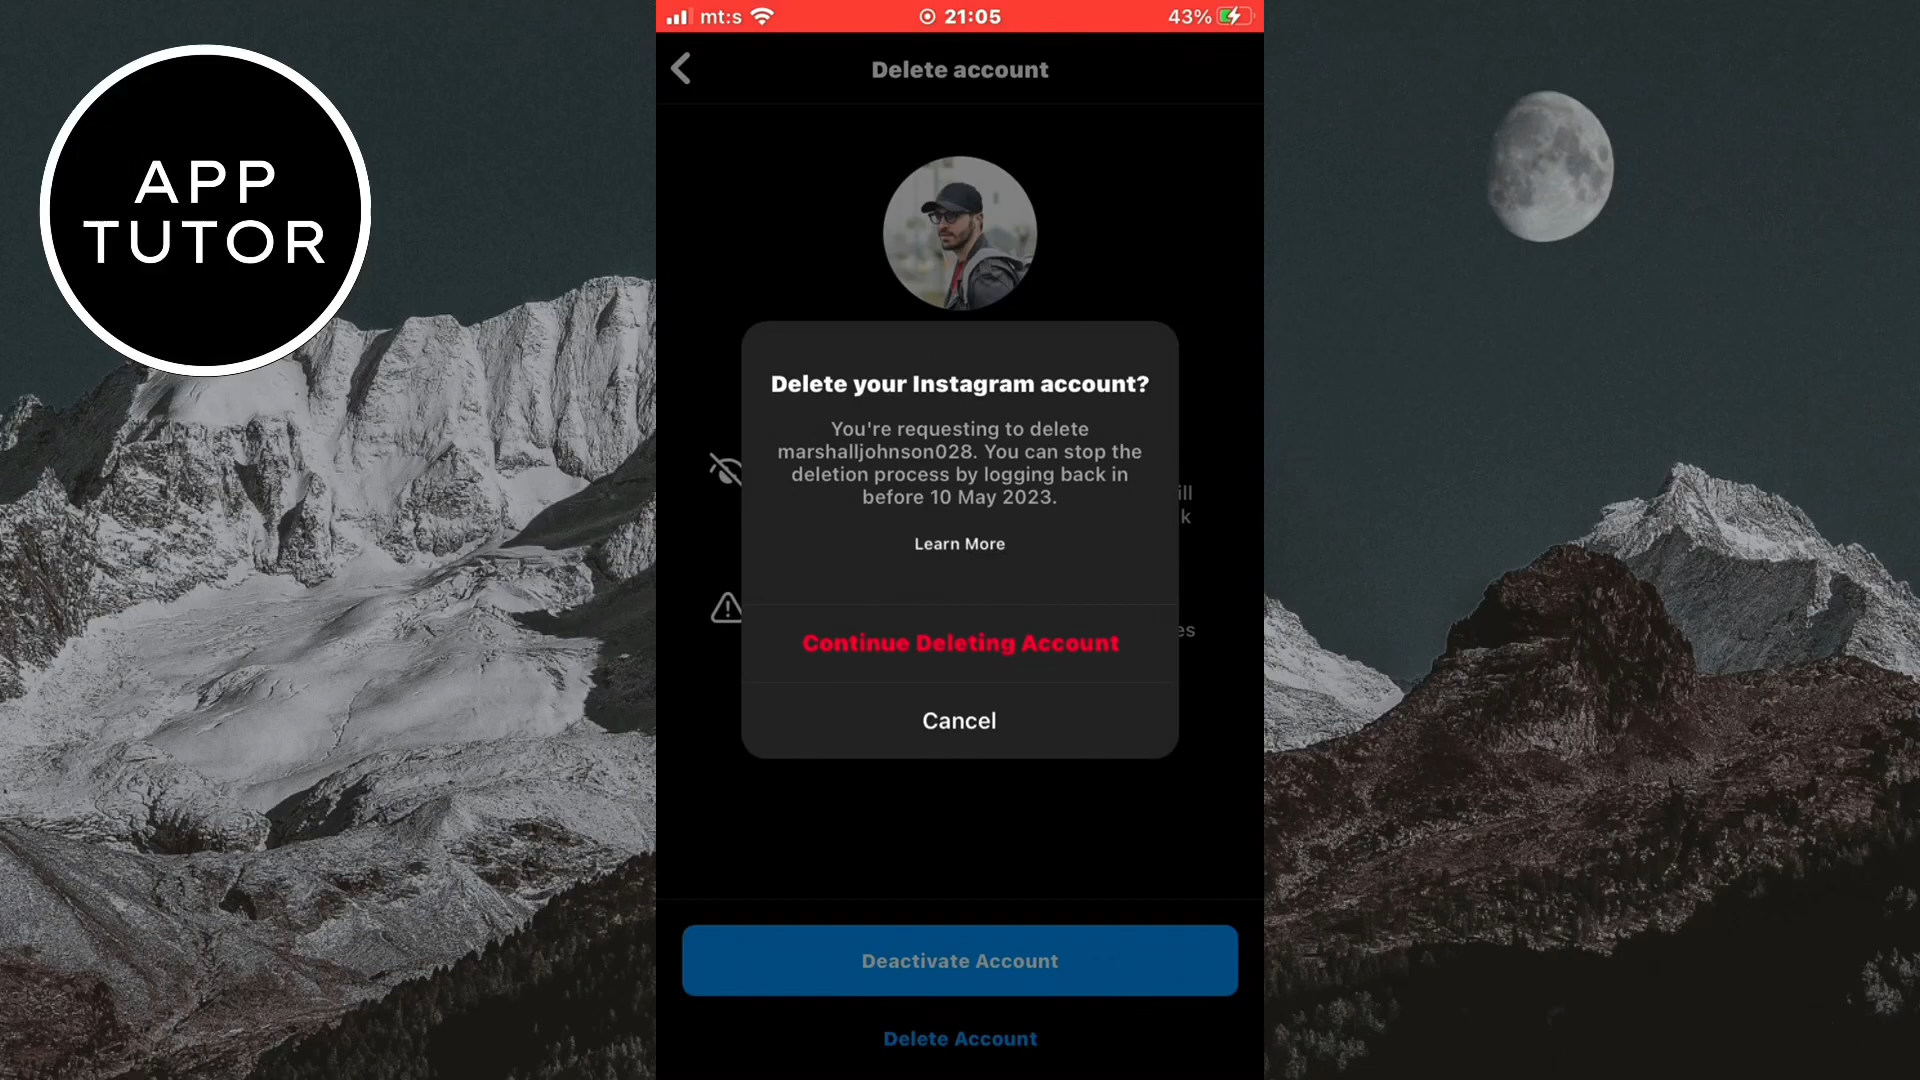 APP
TUTOR
mt:s
21:05
43%
Delete account
Delete your Instagram account?
You're requesting to delete
marshalljohnson028. You can stop the
deletion process by logging back in
before 10 May 2023.
Learn More
ill
k
es
Continue Deleting Account
Cancel
Deactivate Account
Delete Account